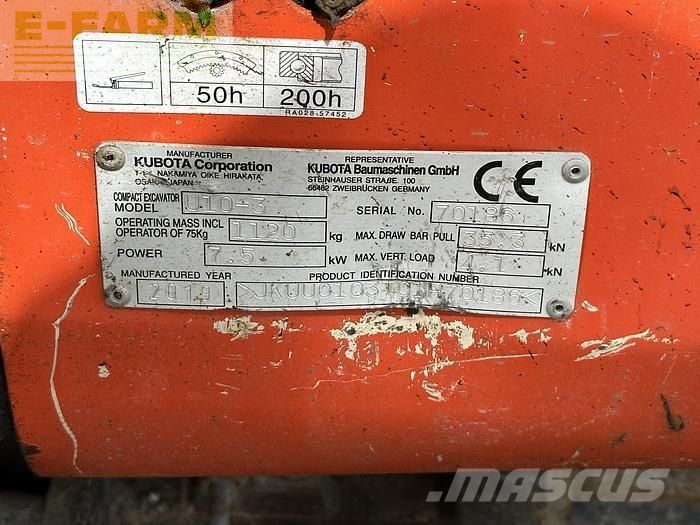 E-FARM
50h
200h
RA028-57452
MANUFACTURER
KUBOTA Corporation
1-1-1, NAKAMIYA OIKE HIRAKATA,
OSAKA JAPAN
REPRESENTATIVE
KUBOTA Baumaschinen GmbH
STEINHAUSER STRAßE, 100
66482 ZWEIBRÜCKEN GERMANY
CE
COMPACT EXCAVATOR
MODEL U10-3
SERIAL No. 70186
OPERATING MASS INCL
OPERATOR OF 75Kg 1120 kg
MAX. DRAW BAR PULL kN
POWER 7.5 kW
MAX. VERT. LOAD kN
MANUFACTURED YEAR
2019
PRODUCT IDENTIFICATION NUMBER
MASCUS